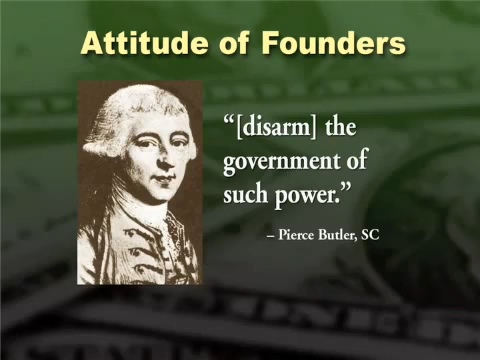 Attitude of Founders
“[disarm] the
government of
such power.”
– Pierce Butler, SC